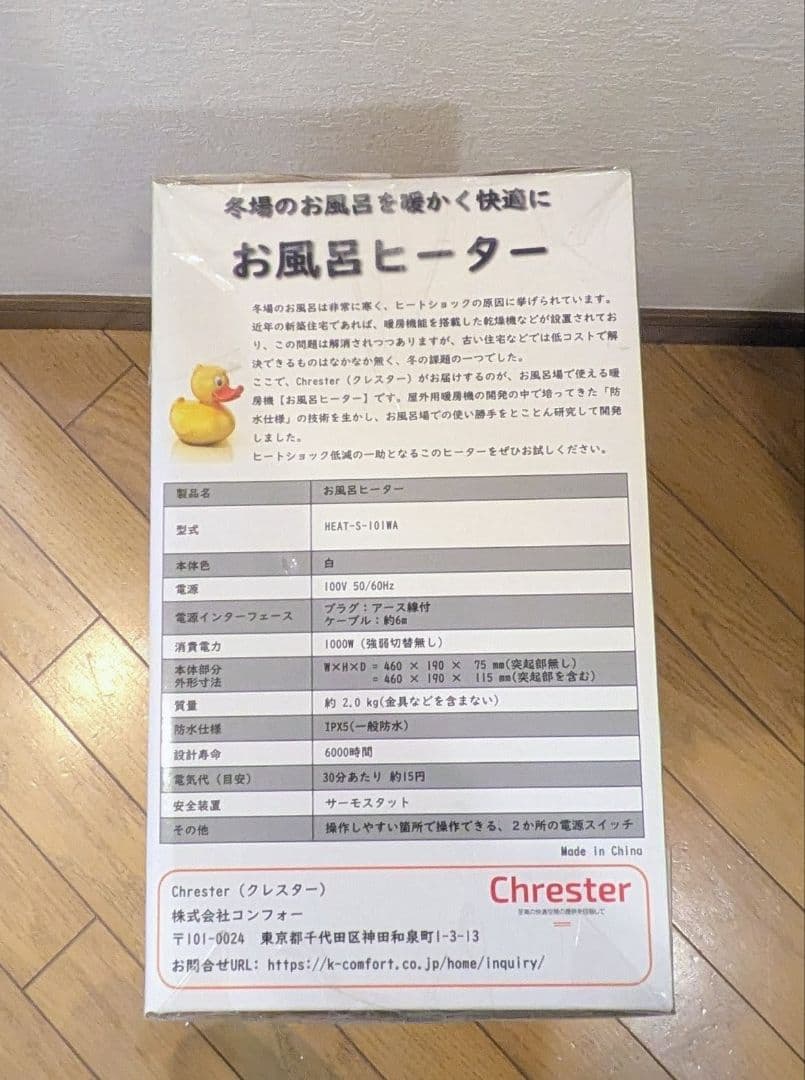 冬場のお風呂を暖かく快適に
お風呂ヒーター
冬場のお風呂は非常に寒く、ヒートショックの原因に挙げられています。
近年の新築住宅であれば、暖房機能を搭載した乾燥機などが設置されてお
り、この問題は解消されつつありますが、古い住宅などでは低コストで解
決できるものはなかなか無く、冬の課題の一つでした。
ここで、Chrester（クレスター）がお届けするのが、お風呂場で使える暖
房機【お風呂ヒーター】です。屋外用暖房機の開発の中で培ってきた「防
水仕様」の技術を生かし、お風呂場での使い勝手をとことん研究して開発
しました。
ヒートショック低減の一助となるこのヒーターをぜひお試しください。
製品名 お風呂ヒーター
型式 HEAT-S-101WA
本体色 白
電源 100V 50/60Hz
電源インターフェース プラグ：アース線付
ケーブル：約6m
消費電力 1000W（強弱切替無し）
本体部分
外形寸法 W×H×D = 460 × 190 × 75 mm(突起部無し)
= 460 × 190 × 115 mm(突起部を含む)
質量 約 2.0 kg(金具などを含まない)
防水仕様 IPX5(一般防水)
設計寿命 6000時間
電気代（目安） 30分あたり 約15円
安全装置 サーモスタット
その他 操作しやすい箇所で操作できる、２か所の電源スイッチ
Made in China
Chrester（クレスター）
Chrester
至高の快適空間の提供を目指して
株式会社コンフォー
〒101-0024 東京都千代田区神田和泉町1-3-13
お問合せURL: https://k-comfort.co.jp/home/inquiry/